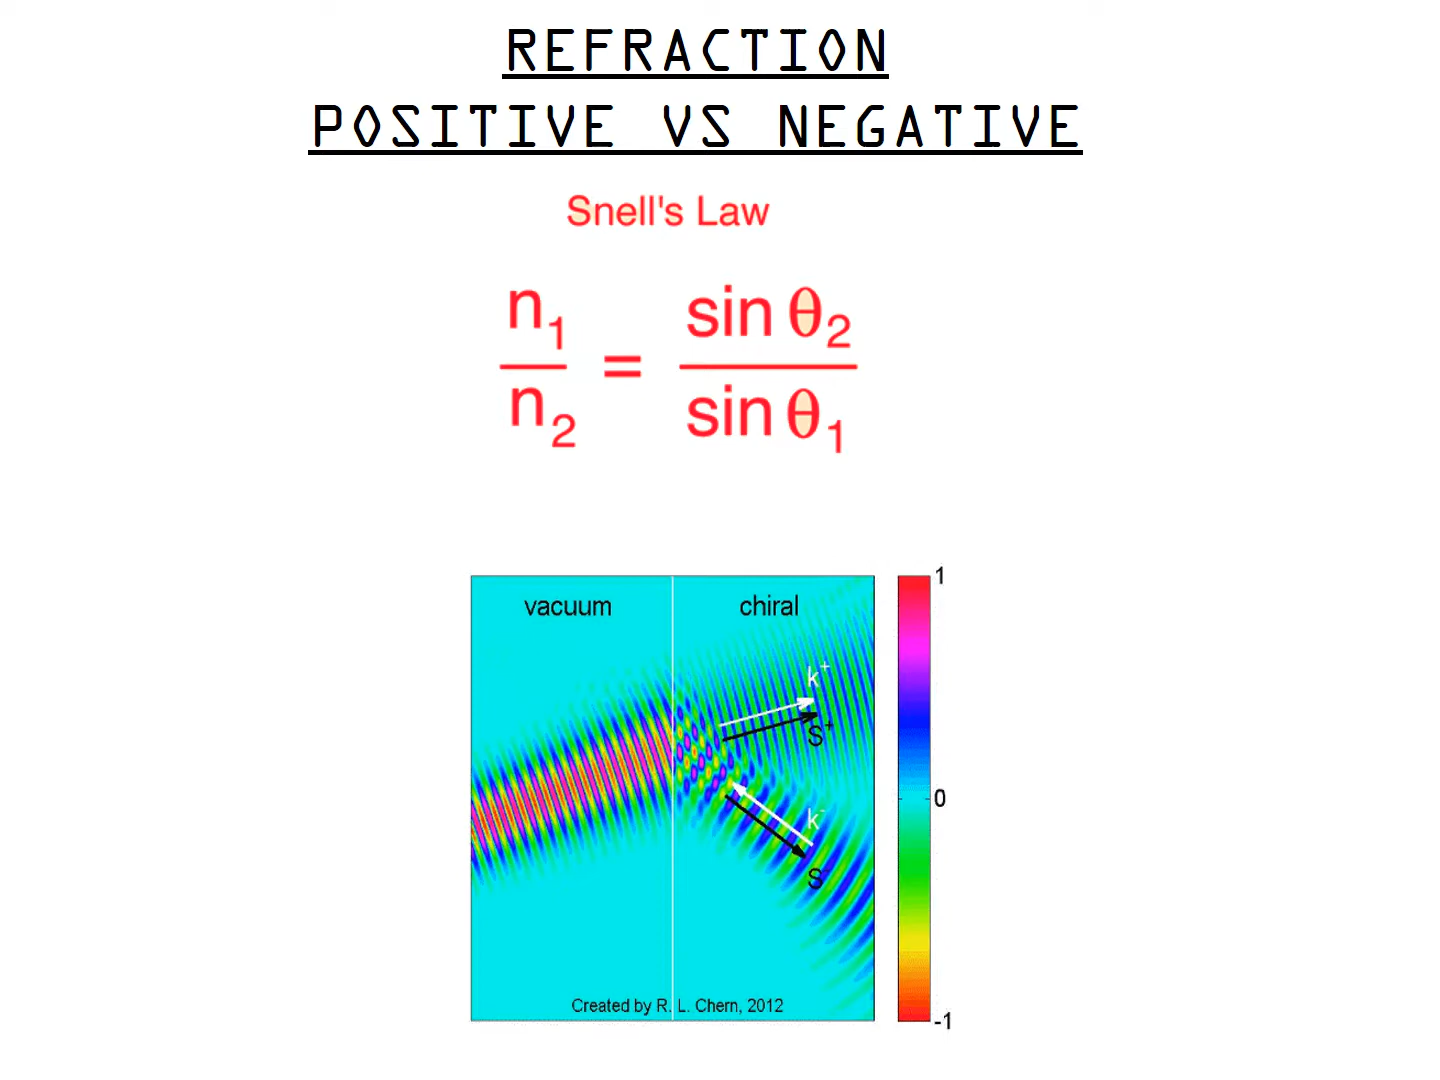 REFRACTION
POSITIVE VS NEGATIVE
Snell's Law
n₁ / n₂ = sin θ₂ / sin θ₁
vacuum
chiral
1
k⁺
S⁺
0
k⁻
S
Created by R. L. Chern, 2012
-1